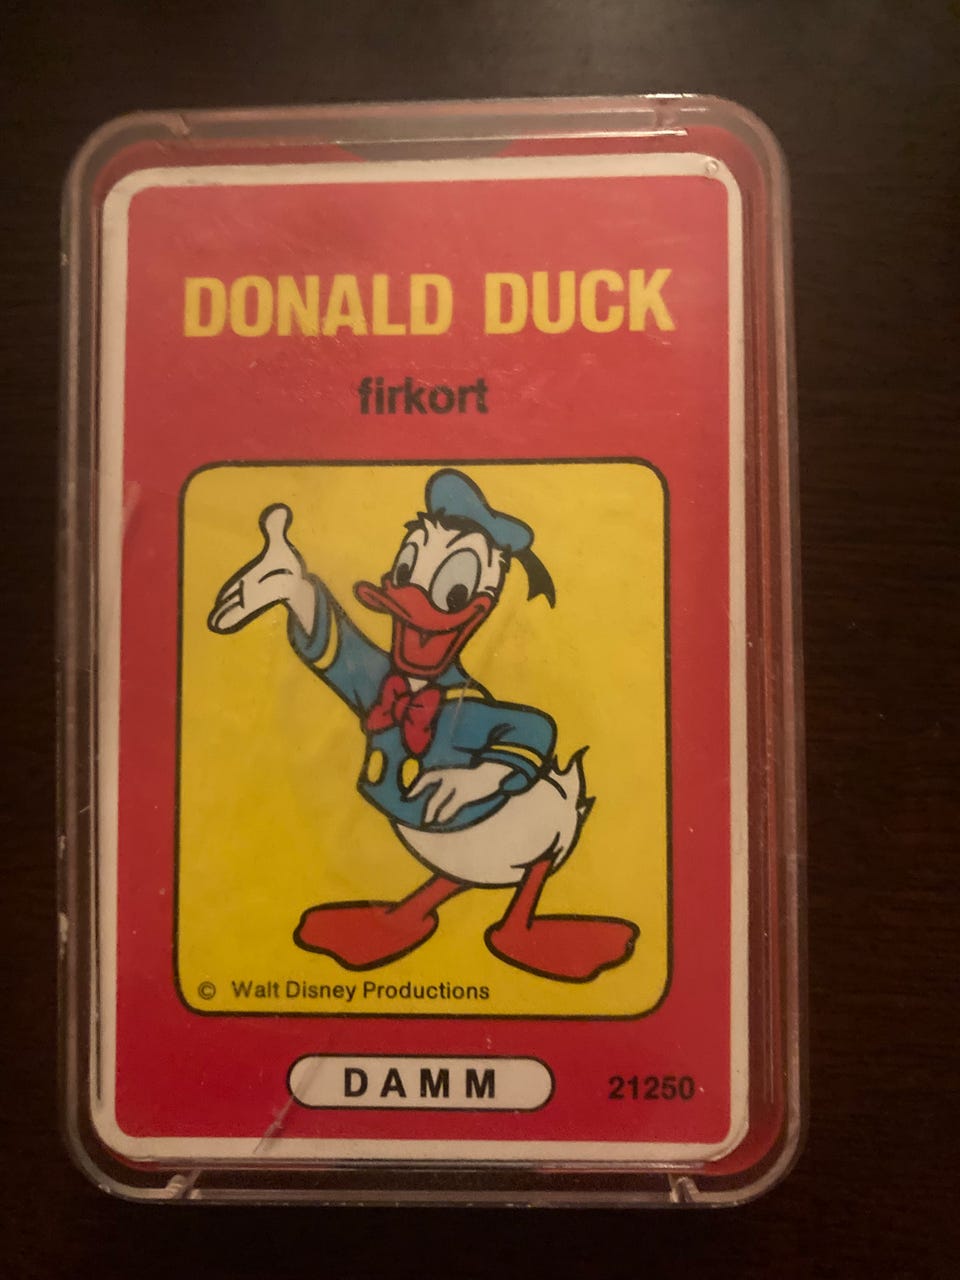 DONALD DUCK
firkort
© Walt Disney Productions
DAMM
21250